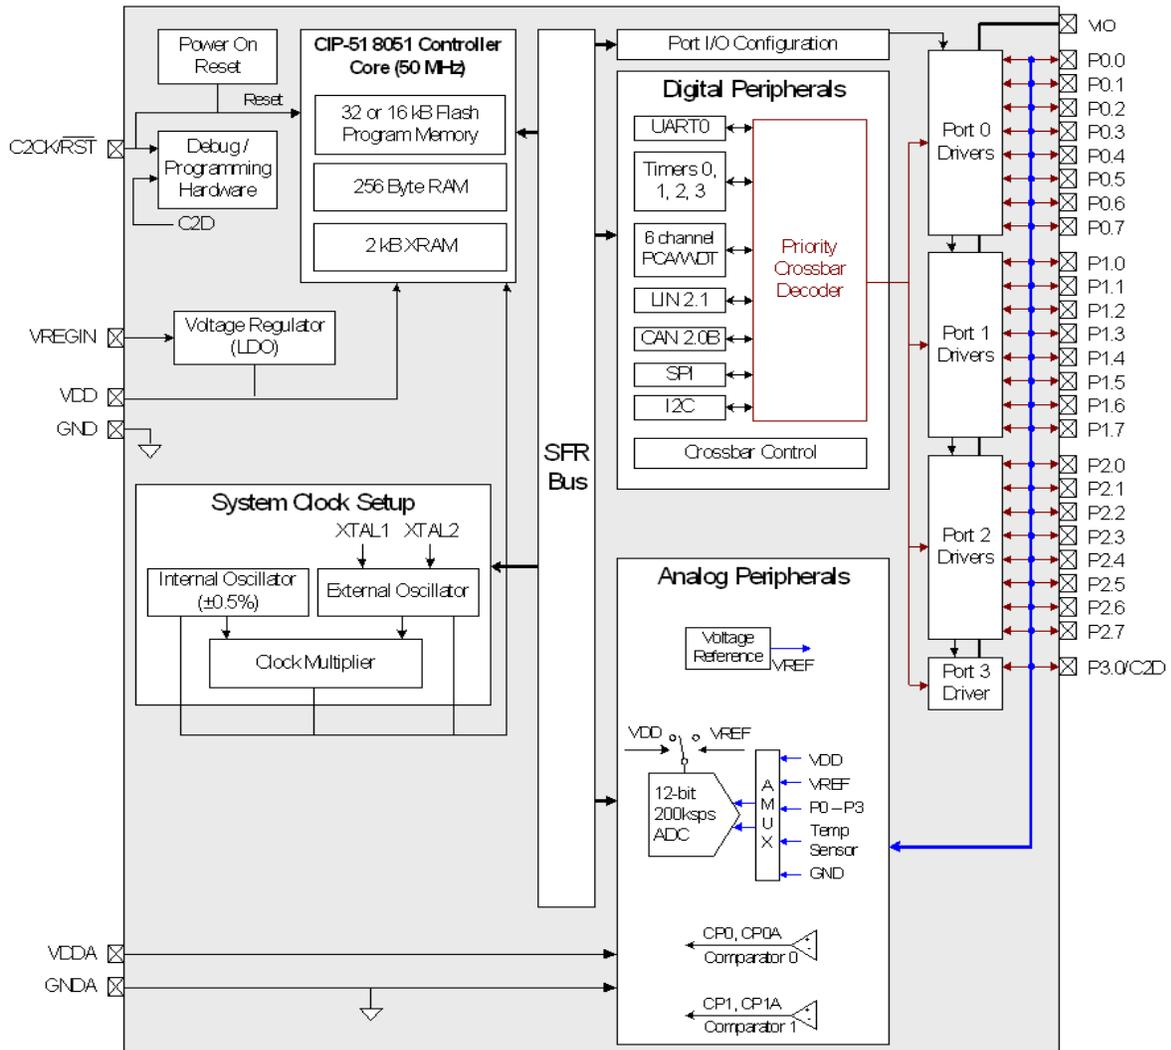 Power On
Reset
CIP-51 8051 Controller
Core (50 MHz)
32 or 16 kB Flash
Program Memory
256 Byte RAM
2 kB XRAM
Reset
C2CK/RST
Debug /
Programming
Hardware
C2D
VREGIN
Voltage Regulator
(LDO)
VDD
GND
System Clock Setup
XTAL1 XTAL2
Internal Oscillator
(±0.5%)
External Oscillator
Clock Multiplier
VDDA
GNDA
SFR
Bus
Port I/O Configuration
Digital Peripherals
UART0
Timers 0,
1, 2, 3
6 channel
PCA/WDT
LIN 2.1
CAN 2.0B
SPI
I2C
Priority
Crossbar
Decoder
Crossbar Control
Analog Peripherals
Voltage
Reference
VREF
VDD
VREF
12-bit
200ksps
ADC
A
M
U
X
VDD
VREF
P0 – P3
Temp
Sensor
GND
CP0, CP0A
Comparator 0
+
-
CP1, CP1A
Comparator 1
+
-
Port 0
Drivers
Port 1
Drivers
Port 2
Drivers
Port 3
Driver
VIO
P0.0
P0.1
P0.2
P0.3
P0.4
P0.5
P0.6
P0.7
P1.0
P1.1
P1.2
P1.3
P1.4
P1.5
P1.6
P1.7
P2.0
P2.1
P2.2
P2.3
P2.4
P2.5
P2.6
P2.7
P3.0/C2D